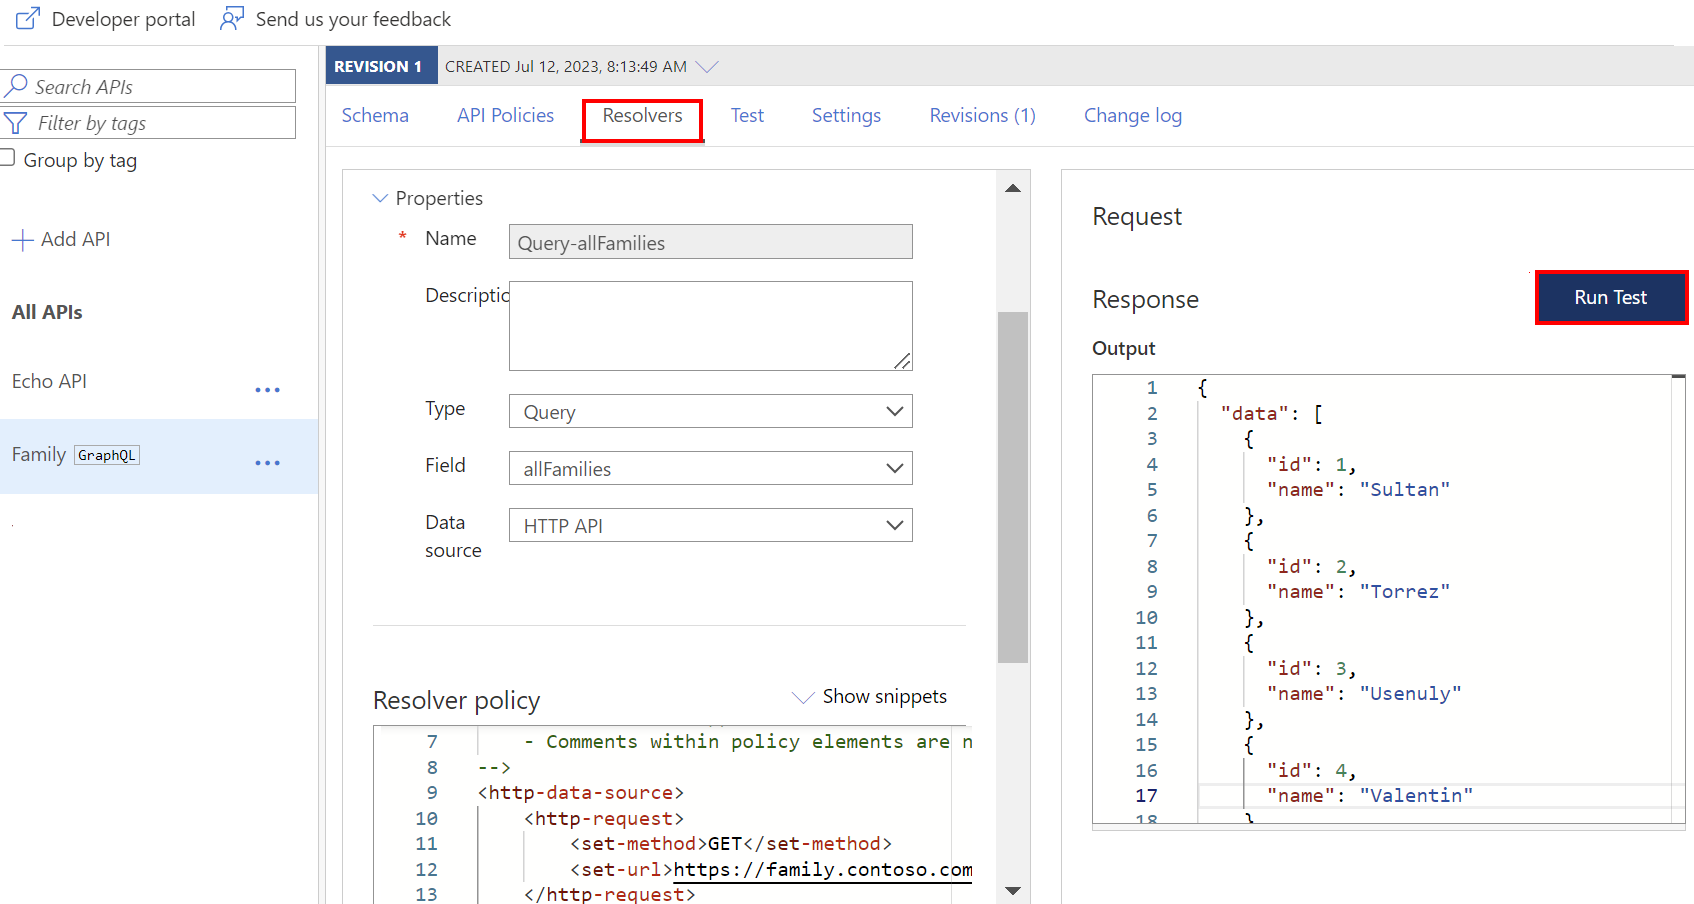 Developer portal
Send us your feedback
REVISION 1
CREATED Jul 12, 2023, 8:13:49 AM
Search APIs
Filter by tags
Group by tag
Add API
All APIs
Echo API
Family GraphQL
Schema
API Policies
Resolvers
Test
Settings
Revisions (1)
Change log
Properties
* Name
Query-allFamilies
Descriptio
Type
Query
Field
allFamilies
Data
source
HTTP API
Resolver policy
Show snippets
7 - Comments within policy elements are n
8 -->
9 <http-data-source>
10 <http-request>
11 <set-method>GET</set-method>
12 <set-url>https://family.contoso.com
13 </http-request>
Request
Response
Run Test
Output
1 {
2 "data": [
3 {
4 "id": 1,
5 "name": "Sultan"
6 },
7 {
8 "id": 2,
9 "name": "Torrez"
10 },
11 {
12 "id": 3,
13 "name": "Usenuly"
14 },
15 {
16 "id": 4,
17 "name": "Valentin"
18 }